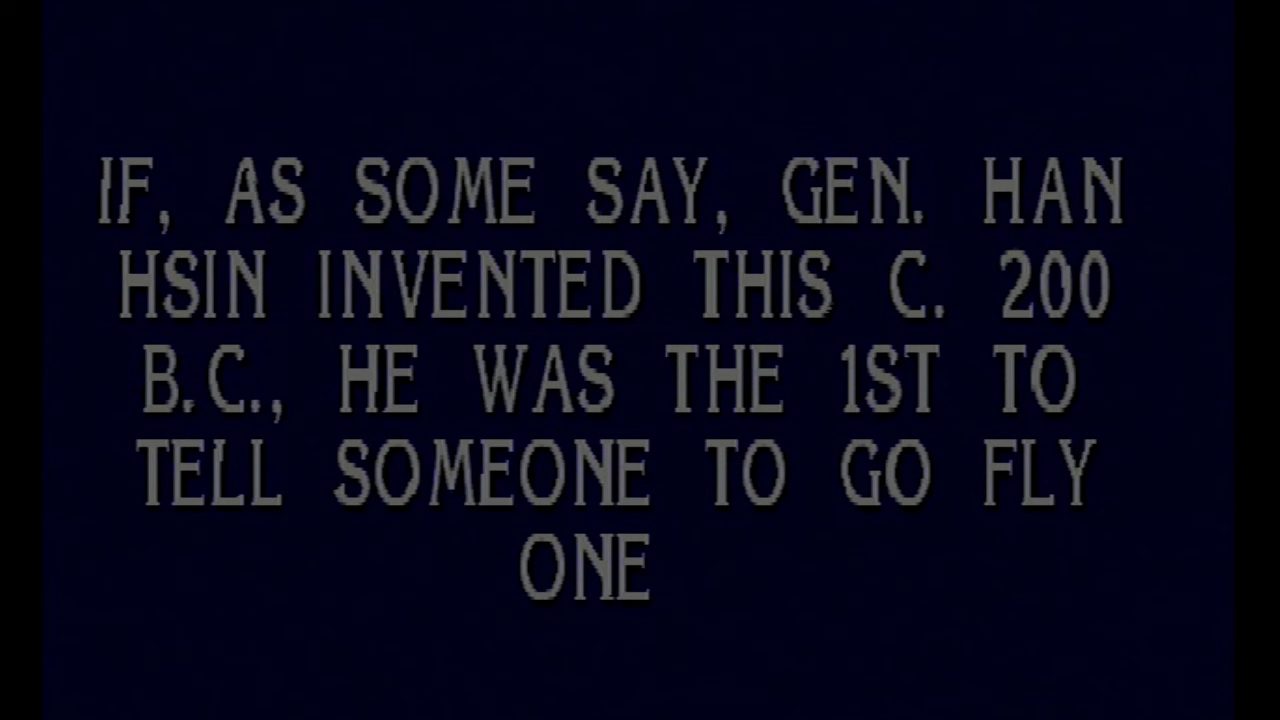 IF, AS SOME SAY, GEN. HAN
HSIN INVENTED THIS C. 200
B.C., HE WAS THE 1ST TO
TELL SOMEONE TO GO FLY
ONE